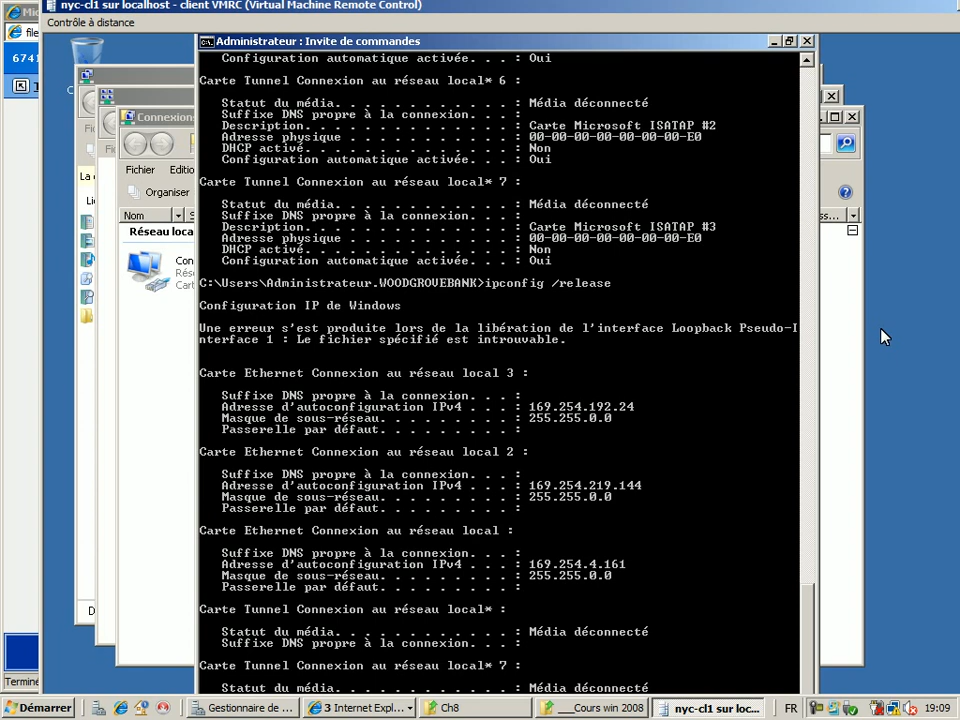 nyc-cl1 sur localhost - client VMRC (Virtual Machine Remote Control)
Contrôle à distance
Administrateur : Invite de commandes
Configuration automatique activée. . . : Oui
Carte Tunnel Connexion au réseau local* 6 :
Statut du média. . . . . . . . . . . . : Média déconnecté
Suffixe DNS propre à la connexion. . . :
Description. . . . . . . . . . . . . . : Carte Microsoft ISATAP #2
Adresse physique . . . . . . . . . . . : 00-00-00-00-00-00-00-E0
DHCP activé. . . . . . . . . . . . . . : Non
Configuration automatique activée. . . : Oui
Carte Tunnel Connexion au réseau local* 7 :
Statut du média. . . . . . . . . . . . : Média déconnecté
Suffixe DNS propre à la connexion. . . :
Description. . . . . . . . . . . . . . : Carte Microsoft ISATAP #3
Adresse physique . . . . . . . . . . . : 00-00-00-00-00-00-00-E0
DHCP activé. . . . . . . . . . . . . . : Non
Configuration automatique activée. . . : Oui
C:\Users\Administrateur.WOODGROVEBANK>ipconfig /release
Configuration IP de Windows
Une erreur s'est produite lors de la libération de l'interface Loopback Pseudo-I
nterface 1 : Le fichier spécifié est introuvable.
Carte Ethernet Connexion au réseau local 3 :
Suffixe DNS propre à la connexion. . . :
Adresse d'autoconfiguration IPv4 . . . : 169.254.192.24
Masque de sous-réseau. . . . . . . . . : 255.255.0.0
Passerelle par défaut. . . . . . . . . :
Carte Ethernet Connexion au réseau local 2 :
Suffixe DNS propre à la connexion. . . :
Adresse d'autoconfiguration IPv4 . . . : 169.254.219.144
Masque de sous-réseau. . . . . . . . . : 255.255.0.0
Passerelle par défaut. . . . . . . . . :
Carte Ethernet Connexion au réseau local :
Suffixe DNS propre à la connexion. . . :
Adresse d'autoconfiguration IPv4 . . . : 169.254.4.161
Masque de sous-réseau. . . . . . . . . : 255.255.0.0
Passerelle par défaut. . . . . . . . . :
Carte Tunnel Connexion au réseau local* :
Statut du média. . . . . . . . . . . . : Média déconnecté
Suffixe DNS propre à la connexion. . . :
Carte Tunnel Connexion au réseau local* 7 :
Statut du média. . . . . . . . . . . . : Média déconnecté
file
6741
Connexion
Fichier Editio
Organiser
Nom
Réseau loca
Con
Rés
Cart
La c
Li
ss...
D
Termine
Démarrer
Gestionnaire de ...
3 Internet Expl...
Ch8
__Cours win 2008
nyc-cl1 sur loc...
FR
19:09